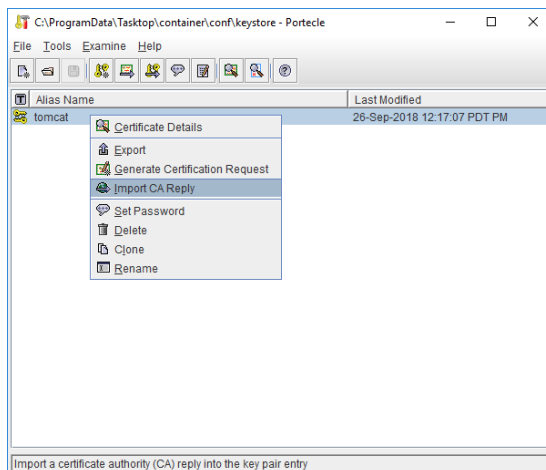 C:\ProgramData\Tasktop\container\conf\keystore - Portecle
File Tools Examine Help
T Alias Name Last Modified
tomcat 26-Sep-2018 12:17:07 PDT PM
Certificate Details
Export
Generate Certification Request
Import CA Reply
Set Password
Delete
Clone
Rename
Import a certificate authority (CA) reply into the key pair entry